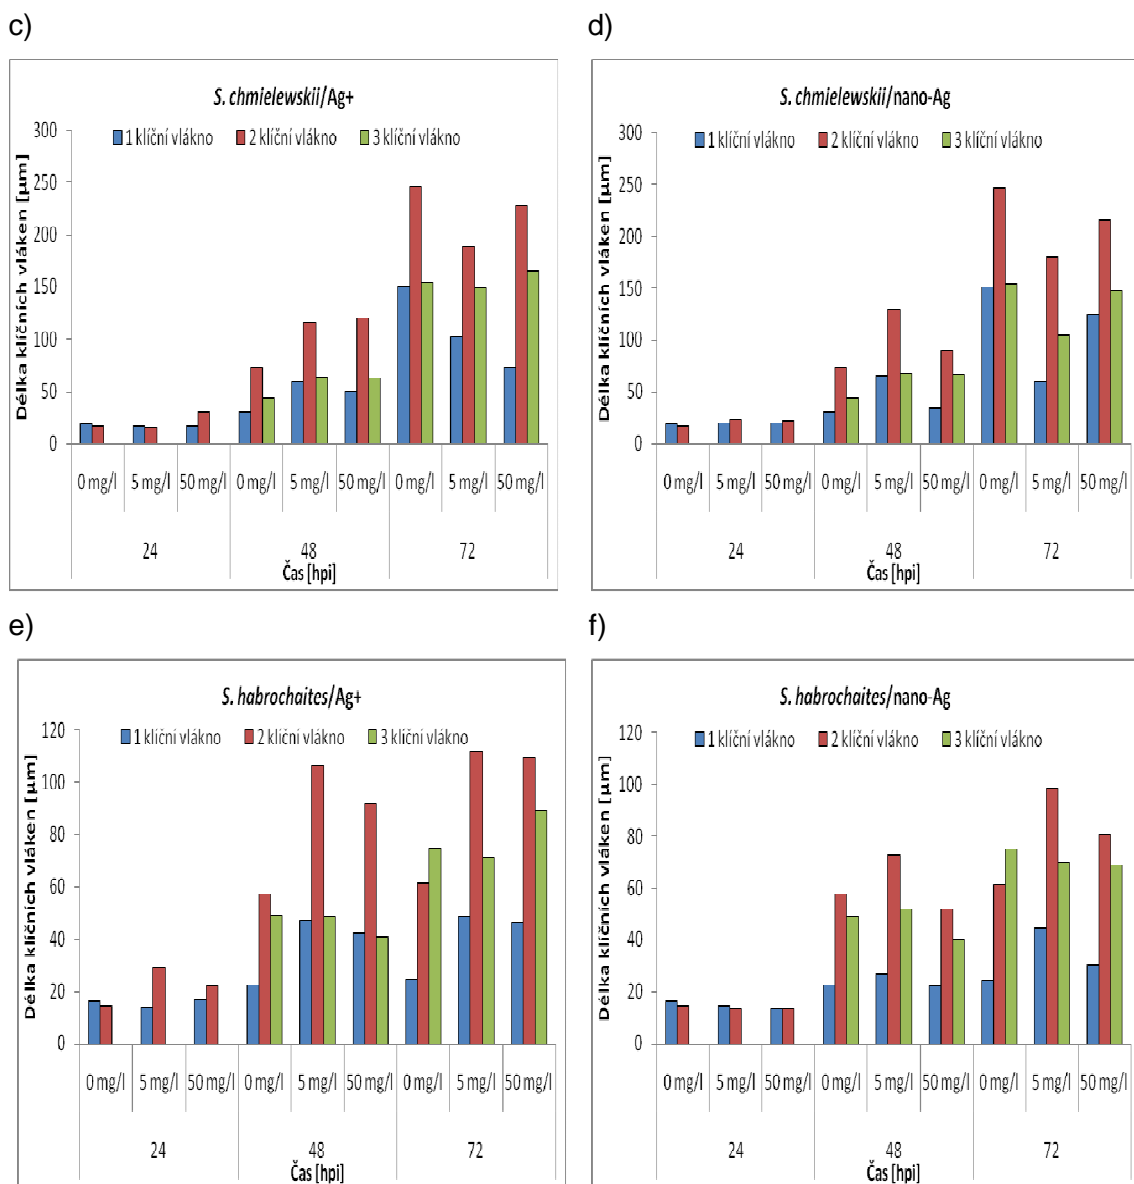 c)
S. chmielewskii/Ag+
1 klíční vlákno 2 klíční vlákno 3 klíční vlákno
Délka klíčních vláken [µm]
300
250
200
150
100
50
0
0 mg/l 5 mg/l 50 mg/l 0 mg/l 5 mg/l 50 mg/l 0 mg/l 5 mg/l 50 mg/l
24 48 72
Čas [hpi]
d)
S. chmielewskii/nano-Ag
1 klíční vlákno 2 klíční vlákno 3 klíční vlákno
Délka klíčních vláken [µm]
300
250
200
150
100
50
0
0 mg/l 5 mg/l 50 mg/l 0 mg/l 5 mg/l 50 mg/l 0 mg/l 5 mg/l 50 mg/l
24 48 72
Čas [hpi]
e)
S. habrochaites/Ag+
1 klíční vlákno 2 klíční vlákno 3 klíční vlákno
Délka klíčních vláken [µm]
120
100
80
60
40
20
0
0 mg/l 5 mg/l 50 mg/l 0 mg/l 5 mg/l 50 mg/l 0 mg/l 5 mg/l 50 mg/l
24 48 72
Čas [hpi]
f)
S. habrochaites/nano-Ag
1 klíční vlákno 2 klíční vlákno 3 klíční vlákno
Délka klíčních vláken [µm]
120
100
80
60
40
20
0
0 mg/l 5 mg/l 50 mg/l 0 mg/l 5 mg/l 50 mg/l 0 mg/l 5 mg/l 50 mg/l
24 48 72
Čas [hpi]